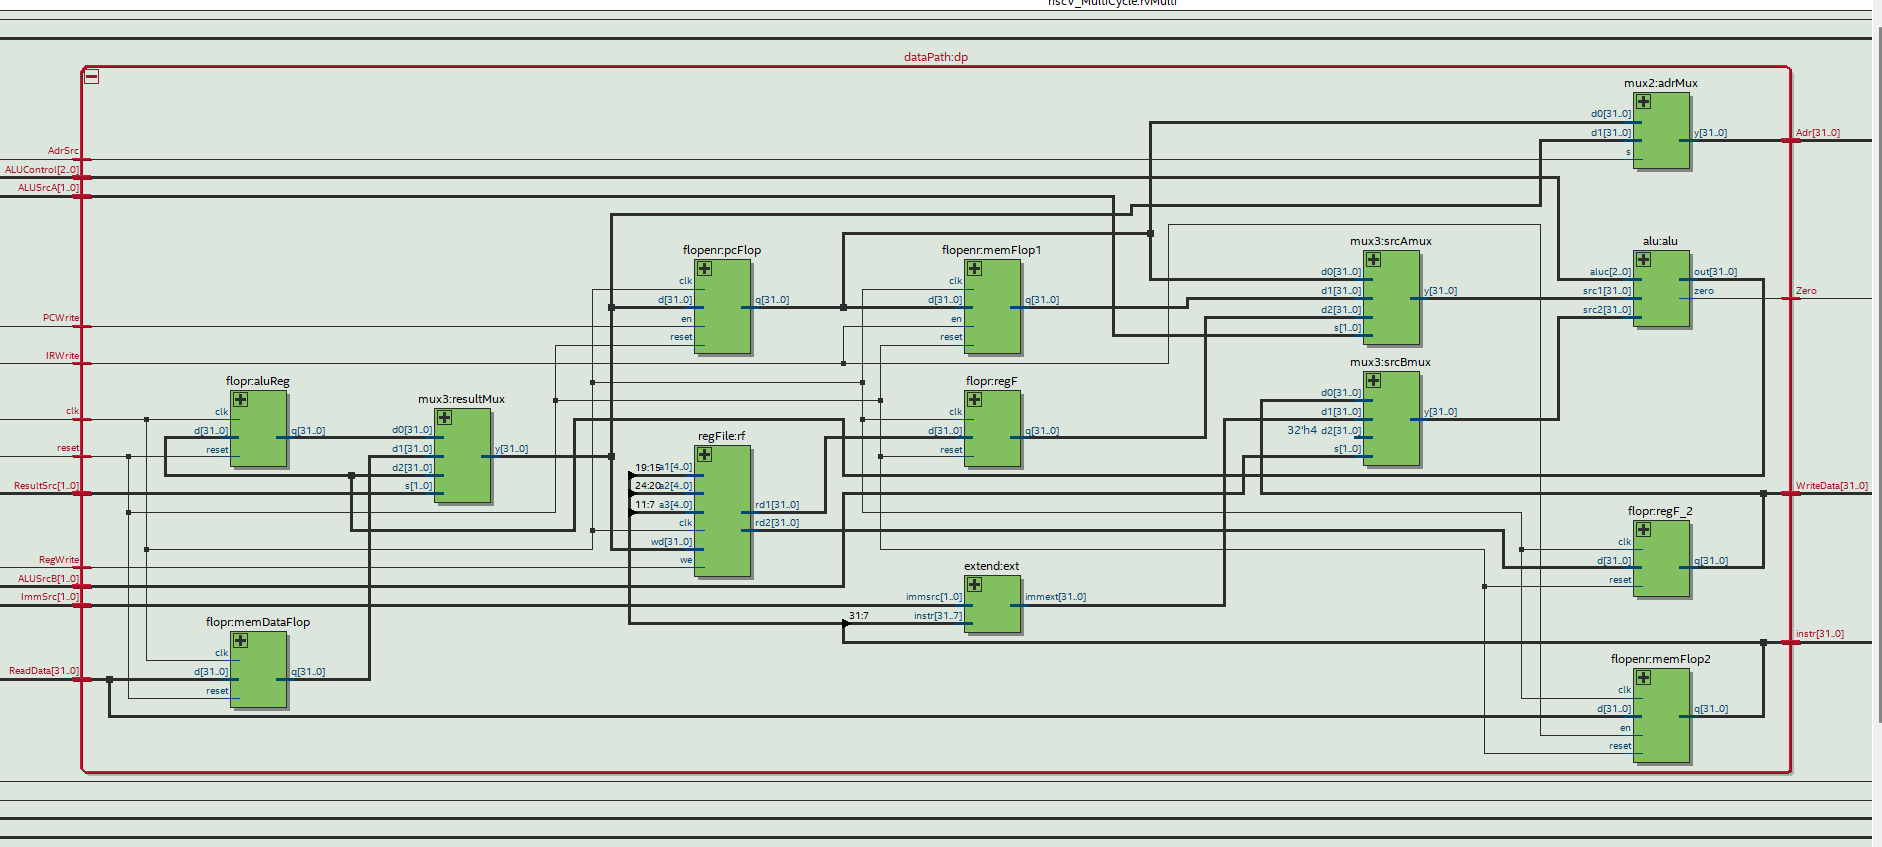 dataPath:dp
mux2:adrMux
d0[31..0]
d1[31..0]
s
y[31..0]
Adr[31..0]
AdrSrc
ALUControl[2..0]
ALUSrcA[1..0]
flopenr:pcFlop
clk
d[31..0]
en
reset
q[31..0]
flopenr:memFlop1
clk
d[31..0]
en
reset
q[31..0]
mux3:srcAmux
d0[31..0]
d1[31..0]
d2[31..0]
s[1..0]
y[31..0]
alu:alu
aluc[2..0]
src1[31..0]
src2[31..0]
out[31..0]
zero
Zero
PCWrite
IRWrite
clk
reset
ResultSrc[1..0]
flopr:aluReg
clk
d[31..0]
reset
q[31..0]
mux3:resultMux
d0[31..0]
d1[31..0]
d2[31..0]
s[1..0]
y[31..0]
flopr:regF
clk
d[31..0]
reset
q[31..0]
mux3:srcBmux
d0[31..0]
d1[31..0]
32'h4 d2[31..0]
s[1..0]
y[31..0]
regFile:rf
19:15 a1[4..0]
24:20 a2[4..0]
11:7 a3[4..0]
clk
wd[31..0]
we
rd1[31..0]
rd2[31..0]
WriteData[31..0]
flopr:regF_2
clk
d[31..0]
reset
q[31..0]
RegWrite
ALUSrcB[1..0]
ImmSrc[1..0]
extend:ext
immsrc[1..0]
instr[31..7]
immext[31..0]
31:7
instr[31..0]
flopr:memDataFlop
clk
d[31..0]
reset
q[31..0]
ReadData[31..0]
flopenr:memFlop2
clk
d[31..0]
en
reset
q[31..0]